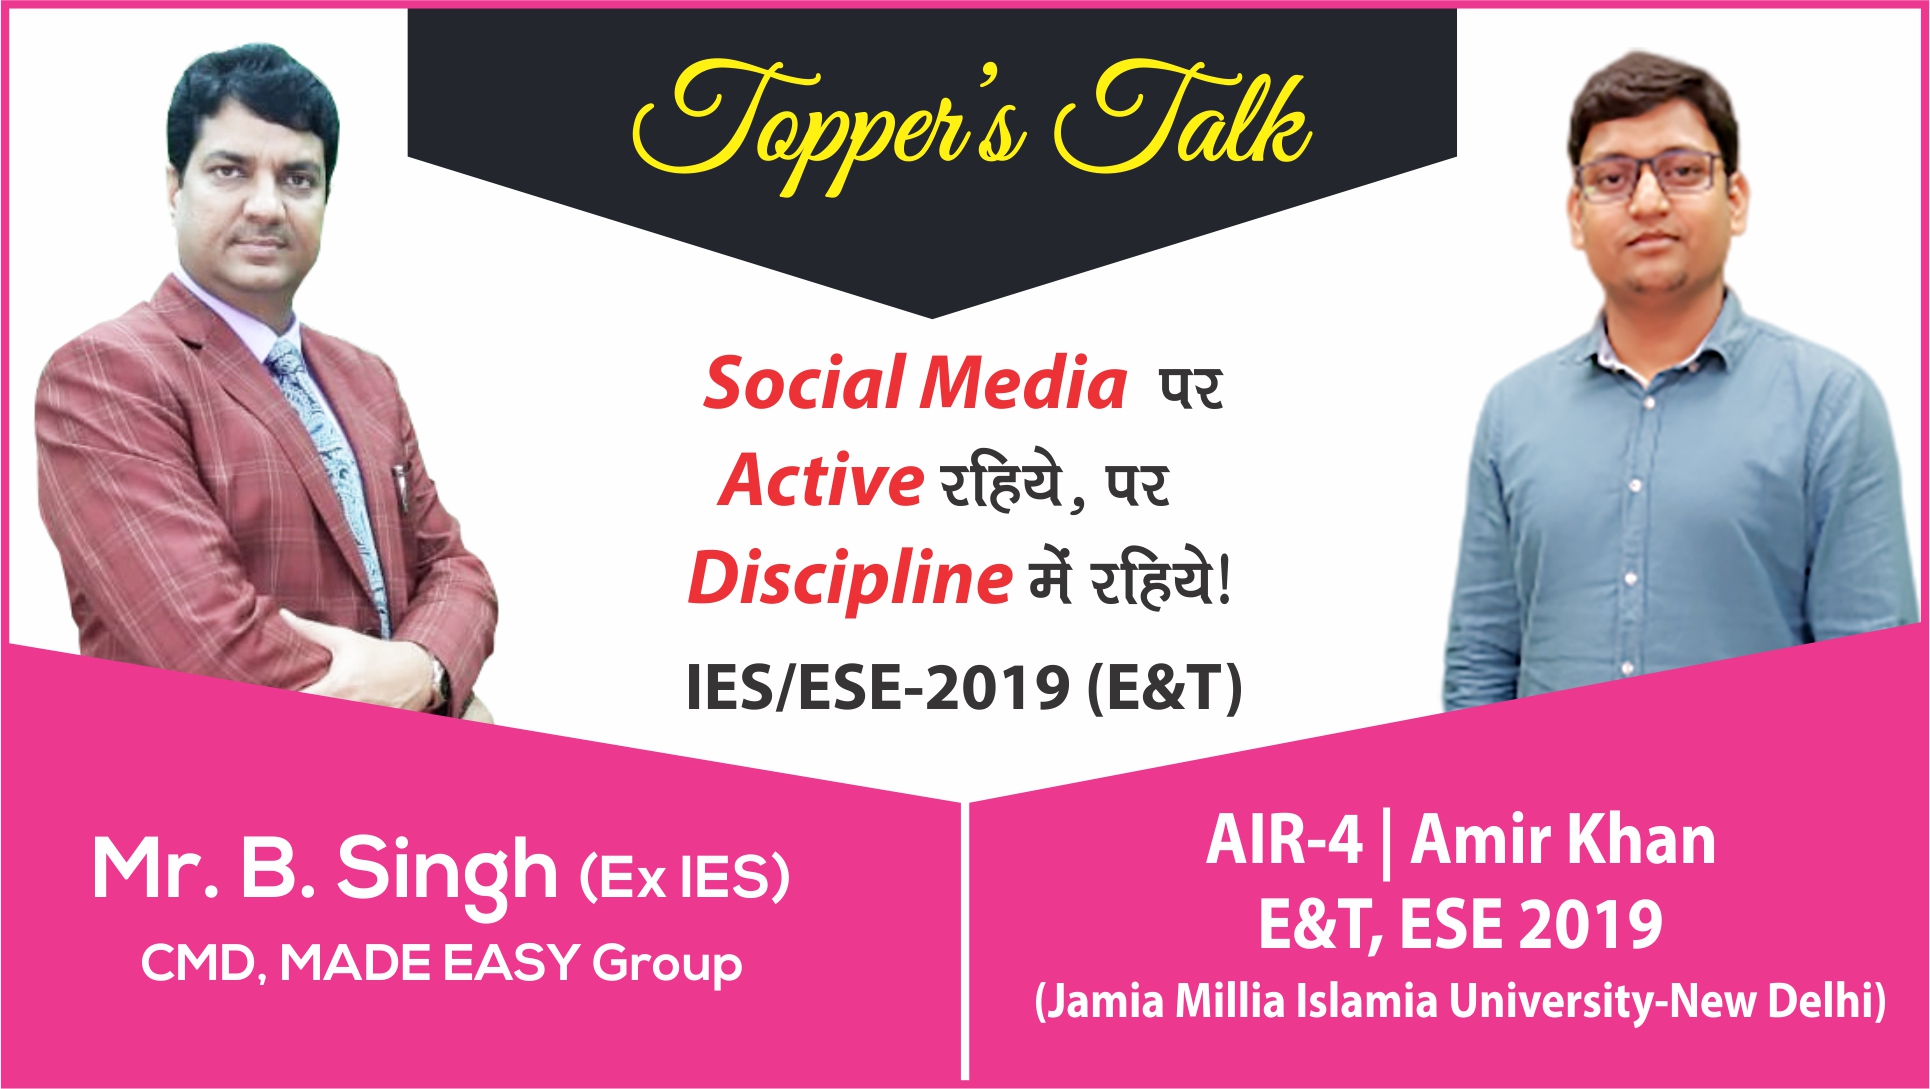 Topper's Talk
Social Media पर
Active रहिये, पर
Discipline में रहिये!
IES/ESE-2019 (E&T)
Mr. B. Singh (Ex IES)
CMD, MADE EASY Group
AIR-4 | Amir Khan
E&T, ESE 2019
(Jamia Millia Islamia University-New Delhi)